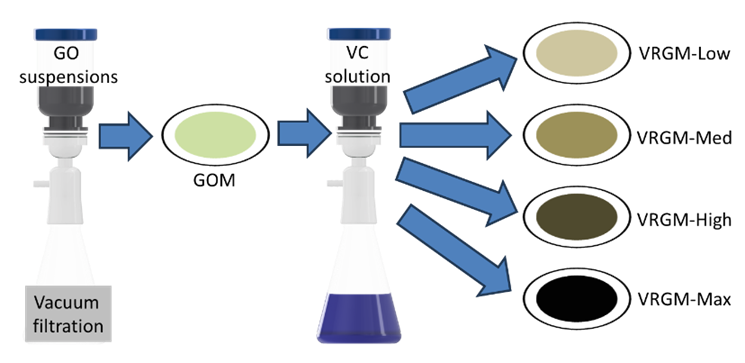 GO
suspensions
GOM
Vacuum
filtration
VC
solution
VRGM-Low
VRGM-Med
VRGM-High
VRGM-Max